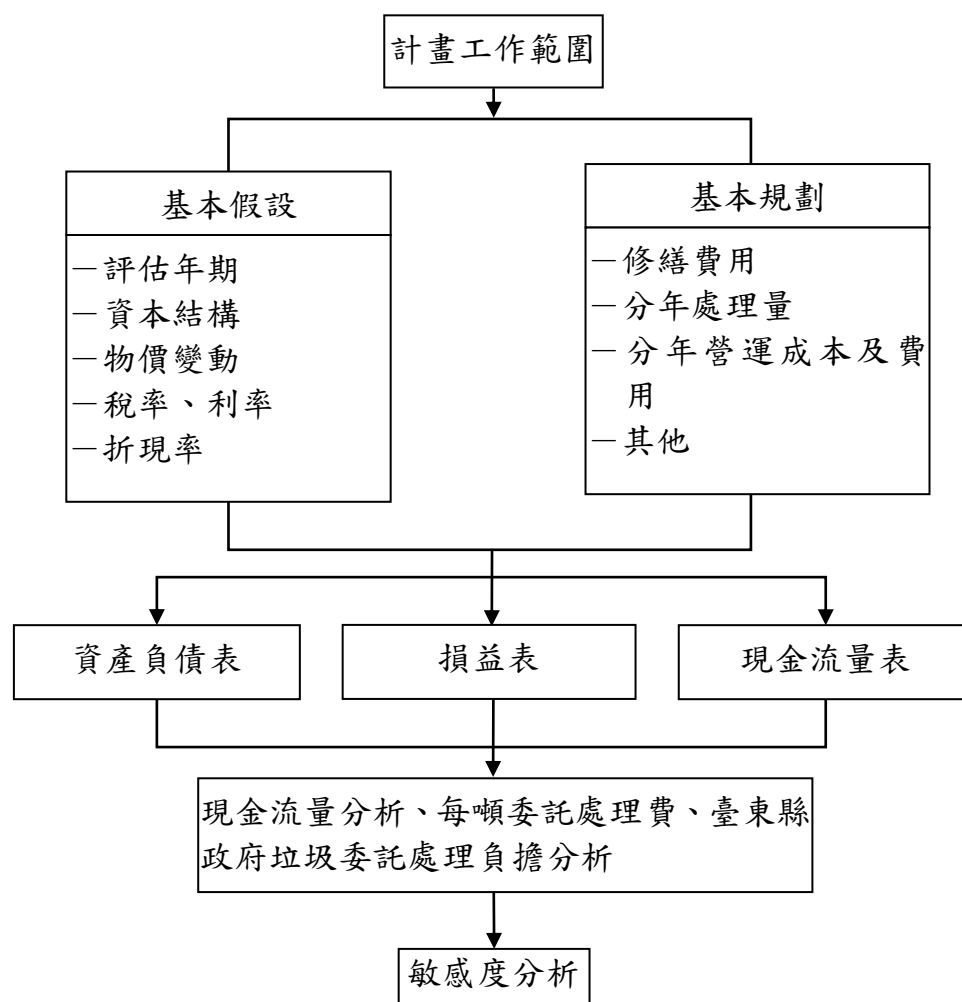 計畫工作範圍
基本假設
－評估年期
－資本結構
－物價變動
－稅率、利率
－折現率
基本規劃
－修繕費用
－分年處理量
－分年營運成本及費
用
－其他
資產負債表
損益表
現金流量表
現金流量分析、每噸委託處理費、臺東縣
政府垃圾委託處理負擔分析
敏感度分析